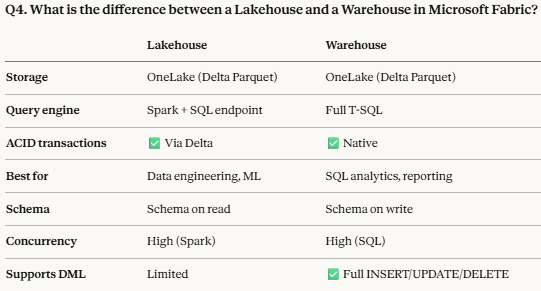 Q4. What is the difference between a Lakehouse and a Warehouse in Microsoft Fabric?
Lakehouse Warehouse
Storage OneLake (Delta Parquet) OneLake (Delta Parquet)
Query engine Spark + SQL endpoint Full T-SQL
ACID transactions ✅ Via Delta ✅ Native
Best for Data engineering, ML SQL analytics, reporting
Schema Schema on read Schema on write
Concurrency High (Spark) High (SQL)
Supports DML Limited ✅ Full INSERT/UPDATE/DELETE